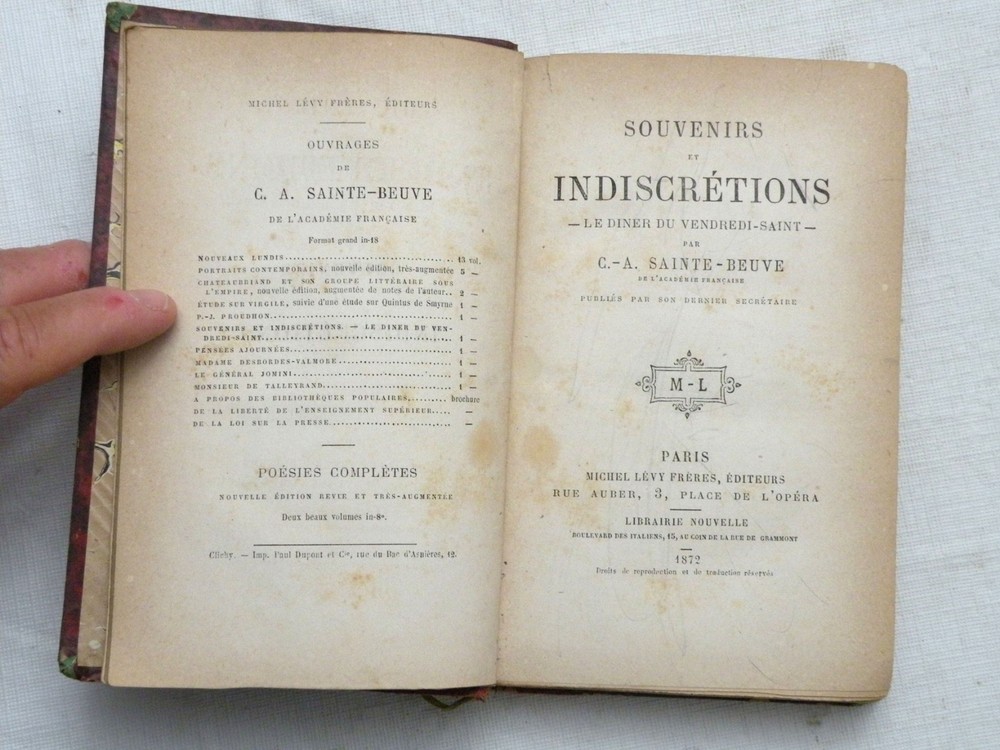 MICHEL LÉVY FRÈRES, ÉDITEURS
OUVRAGES
DE
C. A. SAINTE-BEUVE
DE L'ACADÉMIE FRANÇAISE
Format grand in-18
NOUVEAUX LUNDIS 13 vol.
PORTRAITS CONTEMPORAINS, nouvelle édition, très-augmentée 5 —
CHATEAUBRIAND ET SON GROUPE LITTÉRAIRE SOUS
L'EMPIRE, nouvelle édition, augmentée de notes de l'auteur.. 2 —
ÉTUDE SUR VIRGILE, suivie d'une étude sur Quintus de Smyrne 1 —
P.-J. PROUDHON 1 —
SOUVENIRS ET INDISCRÉTIONS. — LE DINER DU VEN-
DREDI-SAINT 1 —
PENSÉES AJOURNÉES 1 —
MADAME DESBORDES-VALMORE 1 —
LE GÉNÉRAL JOMINI 1 —
MONSIEUR DE TALLEYRAND 1 —
A PROPOS DES BIBLIOTHÈQUES POPULAIRES, brochure
DE LA LIBERTÉ DE L'ENSEIGNEMENT SUPÉRIEUR —
DE LA LOI SUR LA PRESSE —
POÉSIES COMPLÈTES
NOUVELLE ÉDITION REVUE ET TRÈS-AUGMENTÉE
Deux beaux volumes in-8º.
Clichy. — Imp. Paul Dupont et Cie, rue du Bac d'Asnières, 12.
SOUVENIRS
ET
INDISCRÉTIONS
— LE DINER DU VENDREDI-SAINT —
PAR
C.-A. SAINTE-BEUVE
DE L'ACADÉMIE FRANÇAISE
PUBLIÉS PAR SON DERNIER SECRÉTAIRE
M-L
PARIS
MICHEL LÉVY FRÈRES, ÉDITEURS
RUE AUBER, 3, PLACE DE L'OPÉRA
LIBRAIRIE NOUVELLE
BOULEVARD DES ITALIENS, 15, AU COIN DE LA RUE DE GRAMMONT
1872
Droits de reproduction et de traduction réservés